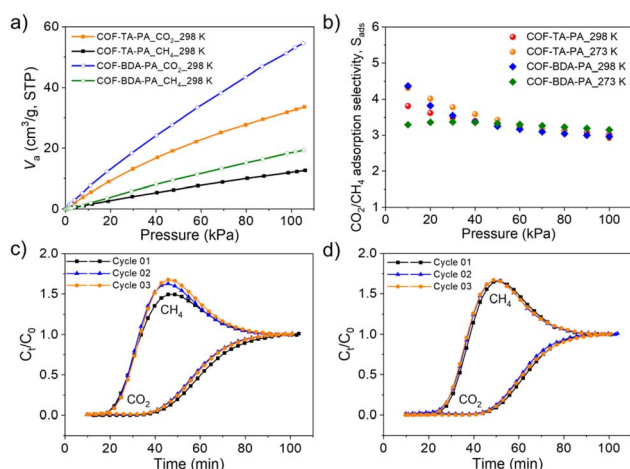 a)
60
40
20
0
V_a (cm³/g, STP)
COF-TA-PA_CO₂_298 K
COF-TA-PA_CH₄_298 K
COF-BDA-PA_CO₂_298 K
COF-BDA-PA_CH₄_298 K
0 20 40 60 80 100
Pressure (kPa)
b)
6
5
4
3
2
1
CO₂/CH₄ adsorption selectivity, S_ads
COF-TA-PA_298 K
COF-TA-PA_273 K
COF-BDA-PA_298 K
COF-BDA-PA_273 K
0 20 40 60 80 100
Pressure (kPa)
c)
2.0
1.5
1.0
0.5
0.0
C_t/C_0
Cycle 01
Cycle 02
Cycle 03
CH₄
CO₂
0 20 40 60 80 100
Time (min)
d)
2.0
1.5
1.0
0.5
0.0
C_t/C_0
Cycle 01
Cycle 02
Cycle 03
CH₄
CO₂
0 20 40 60 80 100
Time (min)